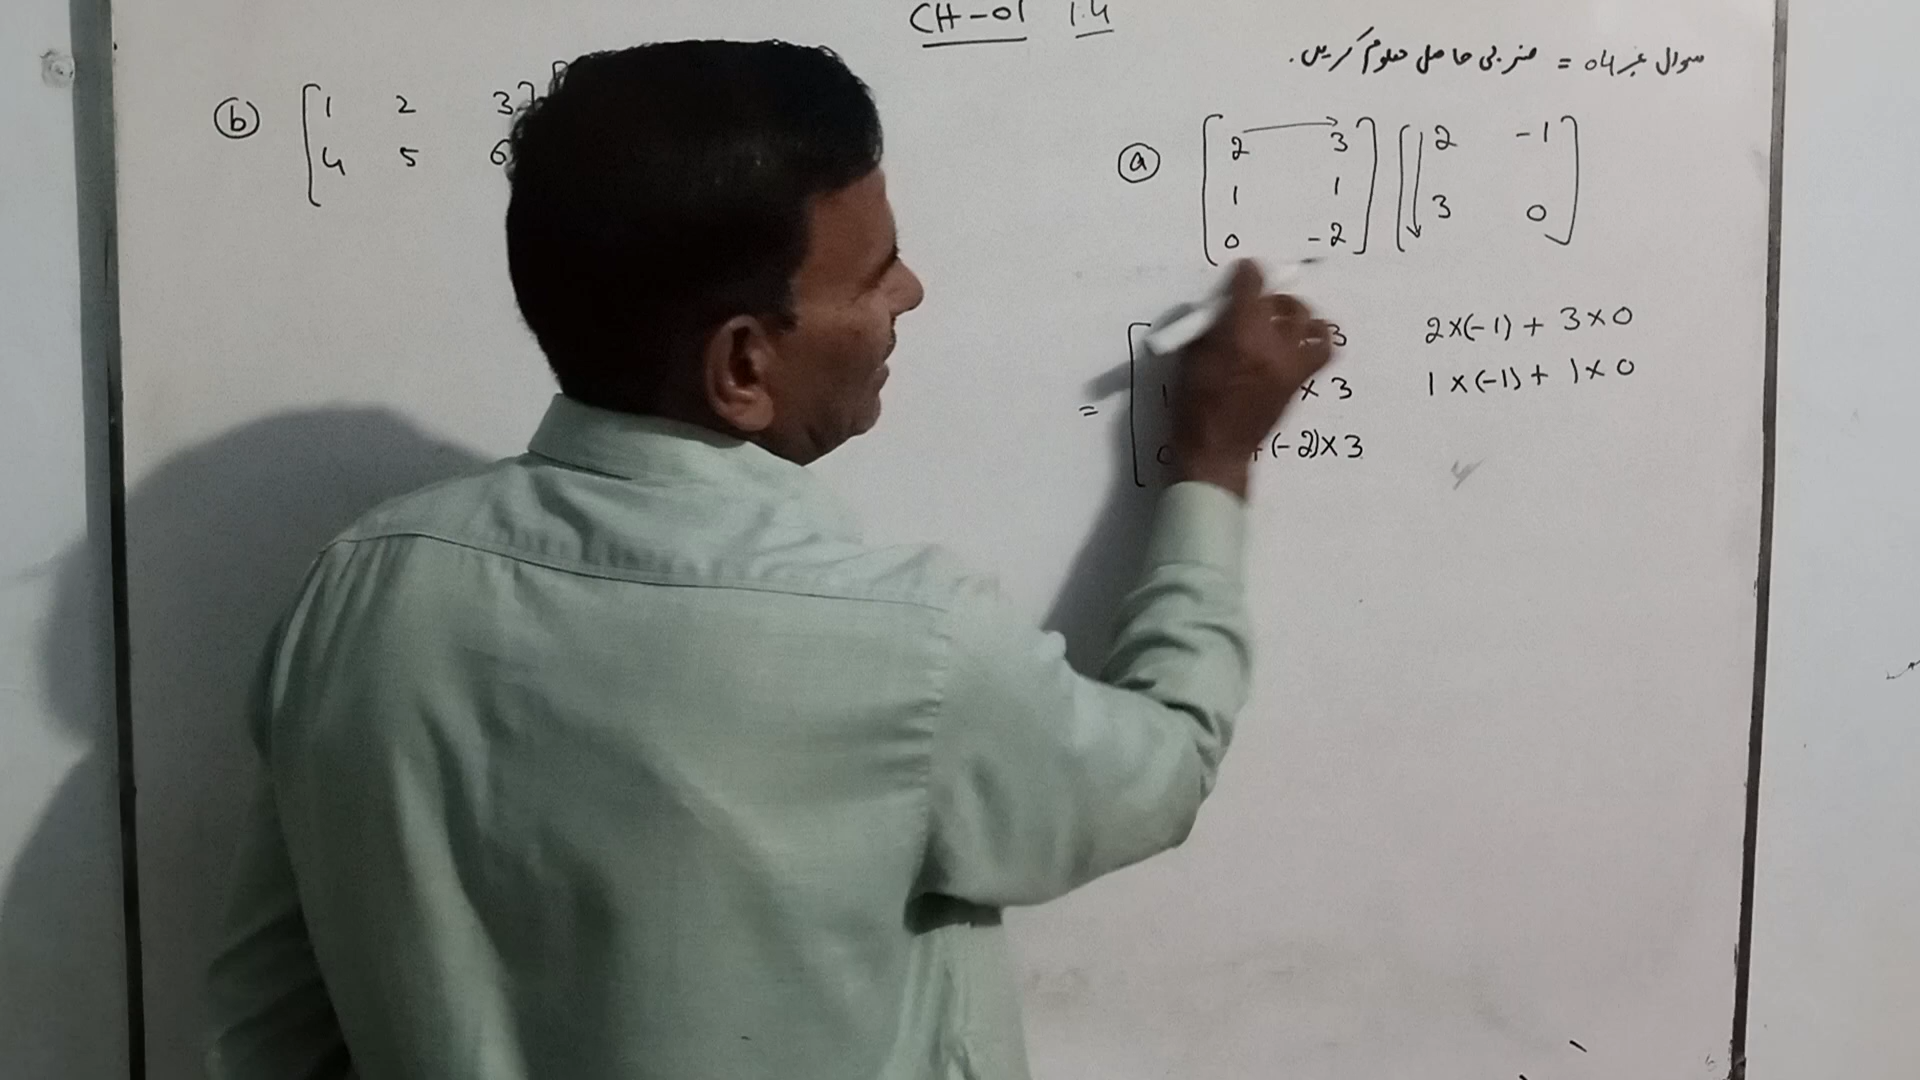 CH-01 1.4
سوال نمبر 04 = ضربی حاصل معلوم کریں.
(a) [2 3] [2 -1]
1 1 3 0
0 -2
= [ 3 2×(-1) + 3×0
1 × 3 1×(-1) + 1×0
0 + (-2)×3
(b) [1 2 3]
4 5 6